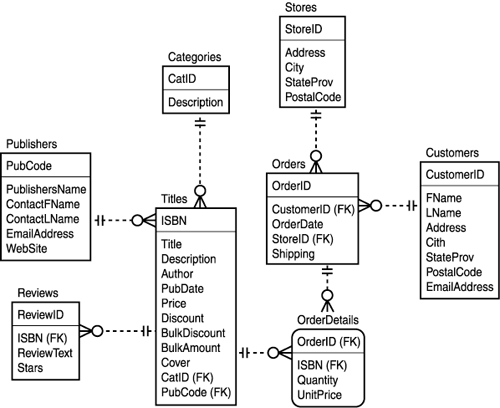 Stores
StoreID
Address
City
StateProv
PostalCode
Categories
CatID
Description
Publishers
PubCode
PublishersName
ContactFName
ContactLName
EmailAddress
WebSite
Titles
ISBN
Title
Description
Author
PubDate
Price
Discount
BulkDiscount
BulkAmount
Cover
CatID (FK)
PubCode (FK)
Orders
OrderID
CustomerID (FK)
OrderDate
StoreID (FK)
Shipping
Customers
CustomerID
FName
LName
Address
Cith
StateProv
PostalCode
EmailAddress
Reviews
ReviewID
ISBN (FK)
ReviewText
Stars
OrderDetails
OrderID (FK)
ISBN (FK)
Quantity
UnitPrice